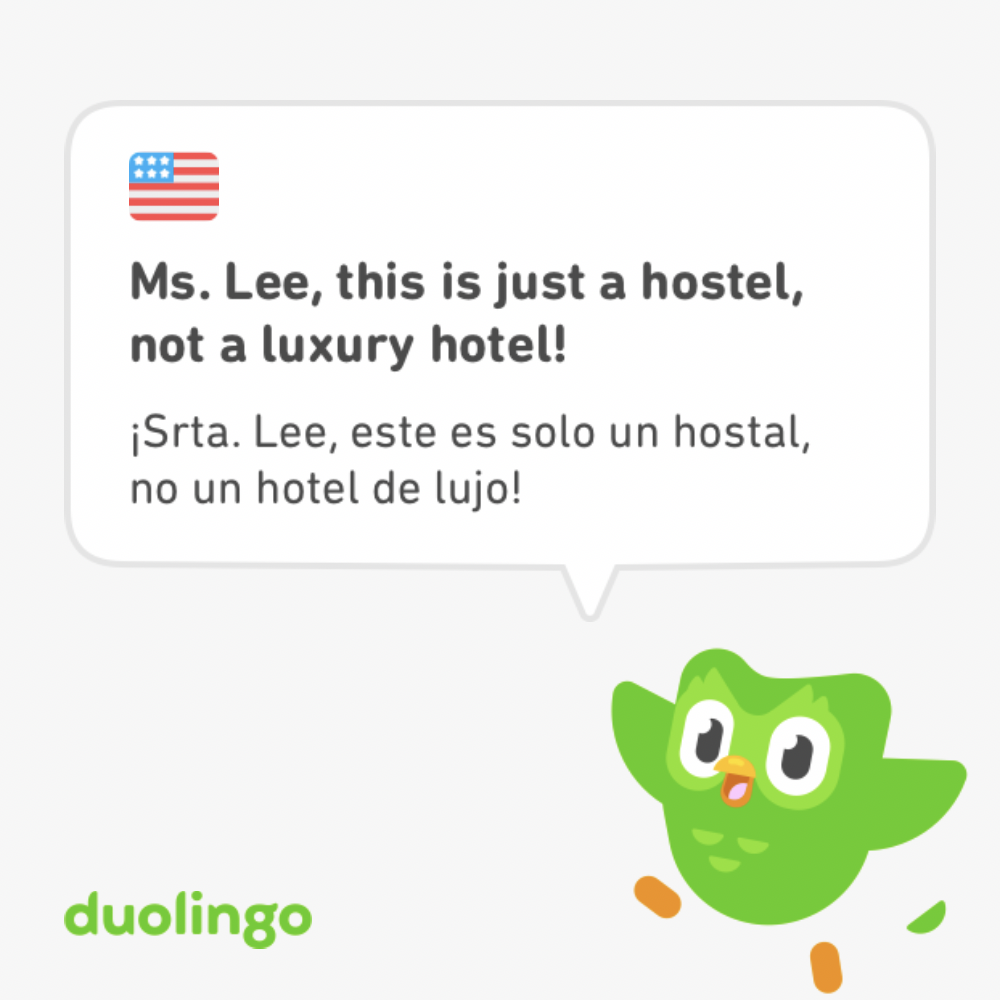 Ms. Lee, this is just a hostel,
not a luxury hotel!
¡Srta. Lee, este es solo un hostal,
no un hotel de lujo!
duolingo